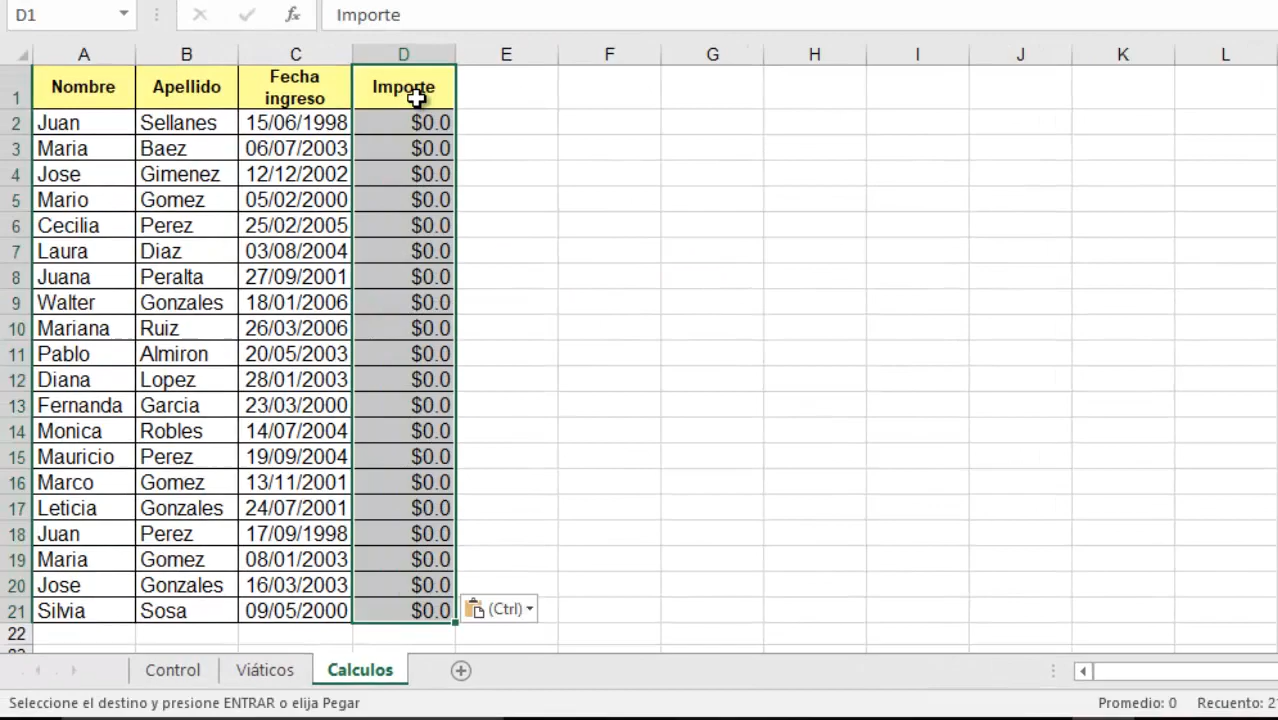 D1 Importe
A B C D E F G H I J K L
1 Nombre Apellido Fecha ingreso Importe
2 Juan Sellanes 15/06/1998 $0.0
3 Maria Baez 06/07/2003 $0.0
4 Jose Gimenez 12/12/2002 $0.0
5 Mario Gomez 05/02/2000 $0.0
6 Cecilia Perez 25/02/2005 $0.0
7 Laura Diaz 03/08/2004 $0.0
8 Juana Peralta 27/09/2001 $0.0
9 Walter Gonzales 18/01/2006 $0.0
10 Mariana Ruiz 26/03/2006 $0.0
11 Pablo Almiron 20/05/2003 $0.0
12 Diana Lopez 28/01/2003 $0.0
13 Fernanda Garcia 23/03/2000 $0.0
14 Monica Robles 14/07/2004 $0.0
15 Mauricio Perez 19/09/2004 $0.0
16 Marco Gomez 13/11/2001 $0.0
17 Leticia Gonzales 24/07/2001 $0.0
18 Juan Perez 17/09/1998 $0.0
19 Maria Gomez 08/01/2003 $0.0
20 Jose Gonzales 16/03/2003 $0.0
21 Silvia Sosa 09/05/2000 $0.0 (Ctrl)
22
Control Viáticos Calculos
Seleccione el destino y presione ENTRAR o elija Pegar Promedio: 0 Recuento: